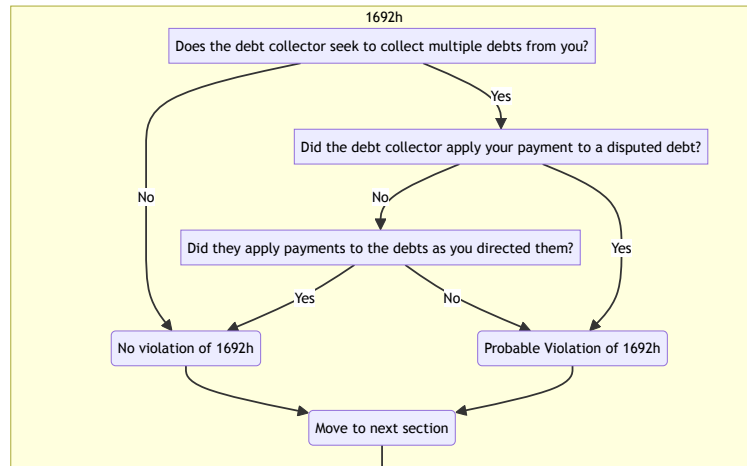 1692h
Does the debt collector seek to collect multiple debts from you?
Yes
Did the debt collector apply your payment to a disputed debt?
No
No
Did they apply payments to the debts as you directed them?
Yes
Yes
No
No violation of 1692h
Probable Violation of 1692h
Move to next section